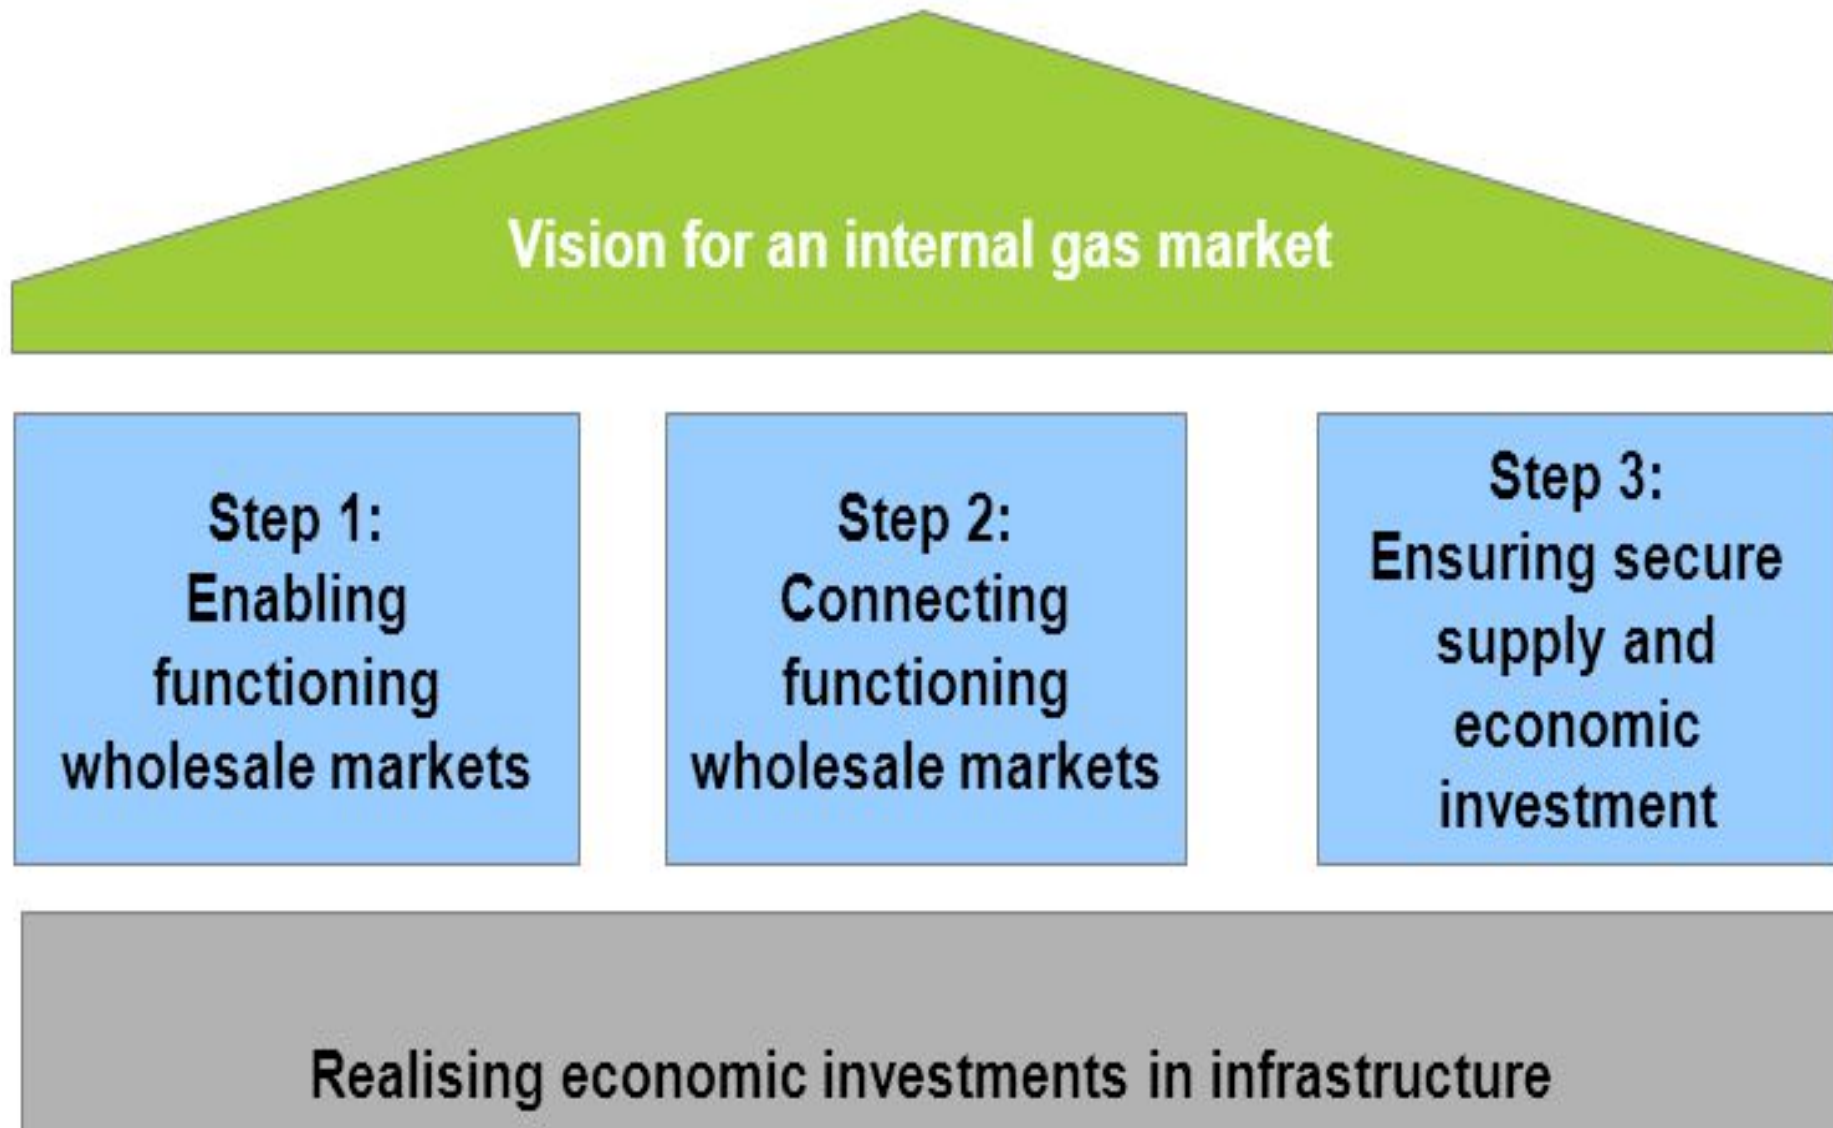 Vision for an internal gas market
Step 1:
Enabling
functioning
wholesale markets
Step 2:
Connecting
functioning
wholesale markets
Step 3:
Ensuring secure
supply and
economic
investment
Realising economic investments in infrastructure